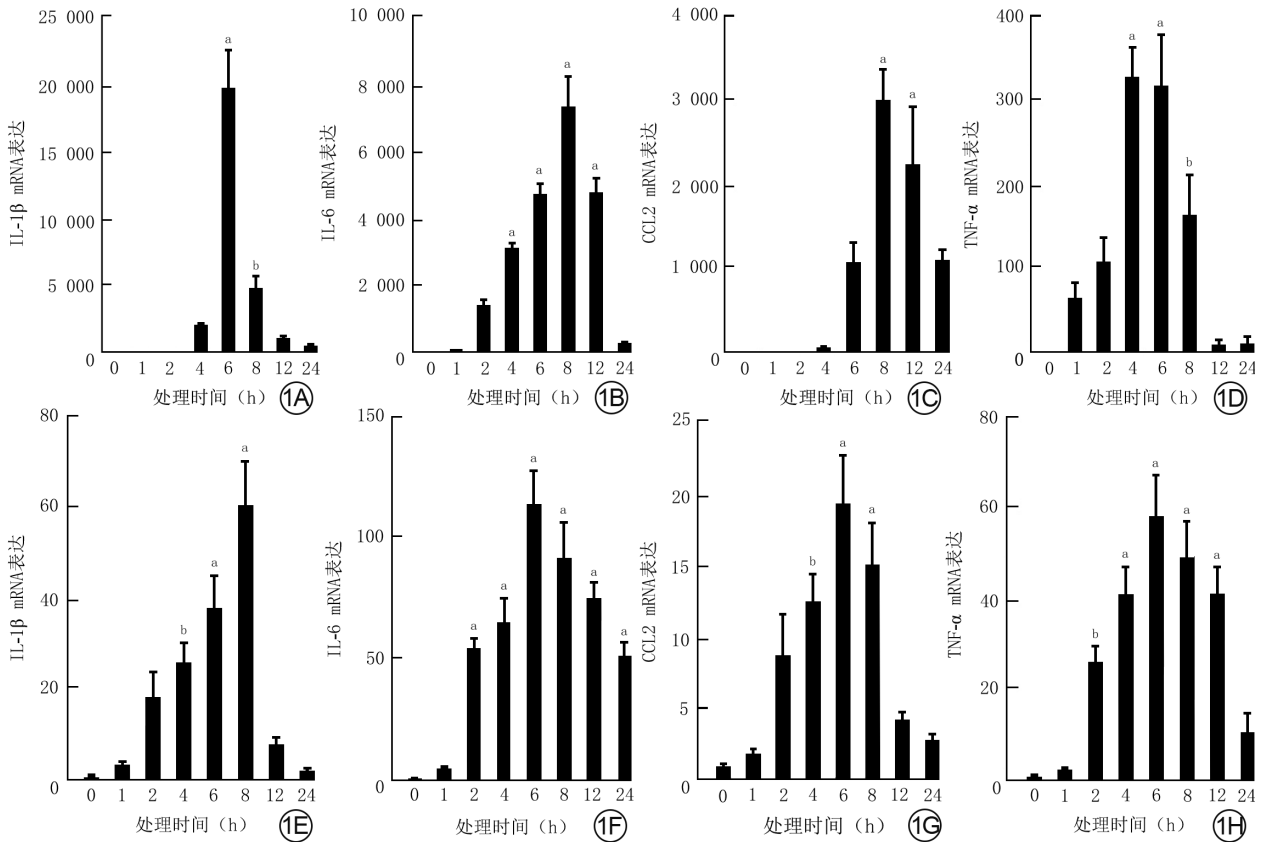 25 000
20 000
15 000
10 000
5 000
0
IL-1β mRNA表达
a
b
0 1 2 4 6 8 12 24
处理时间（h） 1A
10 000
8 000
6 000
4 000
2 000
0
IL-6 mRNA表达
a
a
a
a
0 1 2 4 6 8 12 24
处理时间（h） 1B
4 000
3 000
2 000
1 000
0
CCL2 mRNA表达
a
a
0 1 2 4 6 8 12 24
处理时间（h） 1C
400
300
200
100
0
TNF-α mRNA表达
a
a
b
0 1 2 4 6 8 12 24
处理时间（h） 1D
80
60
40
20
0
IL-1β mRNA表达
b
a
a
0 1 2 4 6 8 12 24
处理时间（h） 1E
150
100
50
0
IL-6 mRNA表达
a
a
a
a
a
a
0 1 2 4 6 8 12 24
处理时间（h） 1F
25
20
15
10
5
0
CCL2 mRNA表达
b
a
a
0 1 2 4 6 8 12 24
处理时间（h） 1G
80
60
40
20
0
TNF-α mRNA表达
b
a
a
a
a
0 1 2 4 6 8 12 24
处理时间（h） 1H